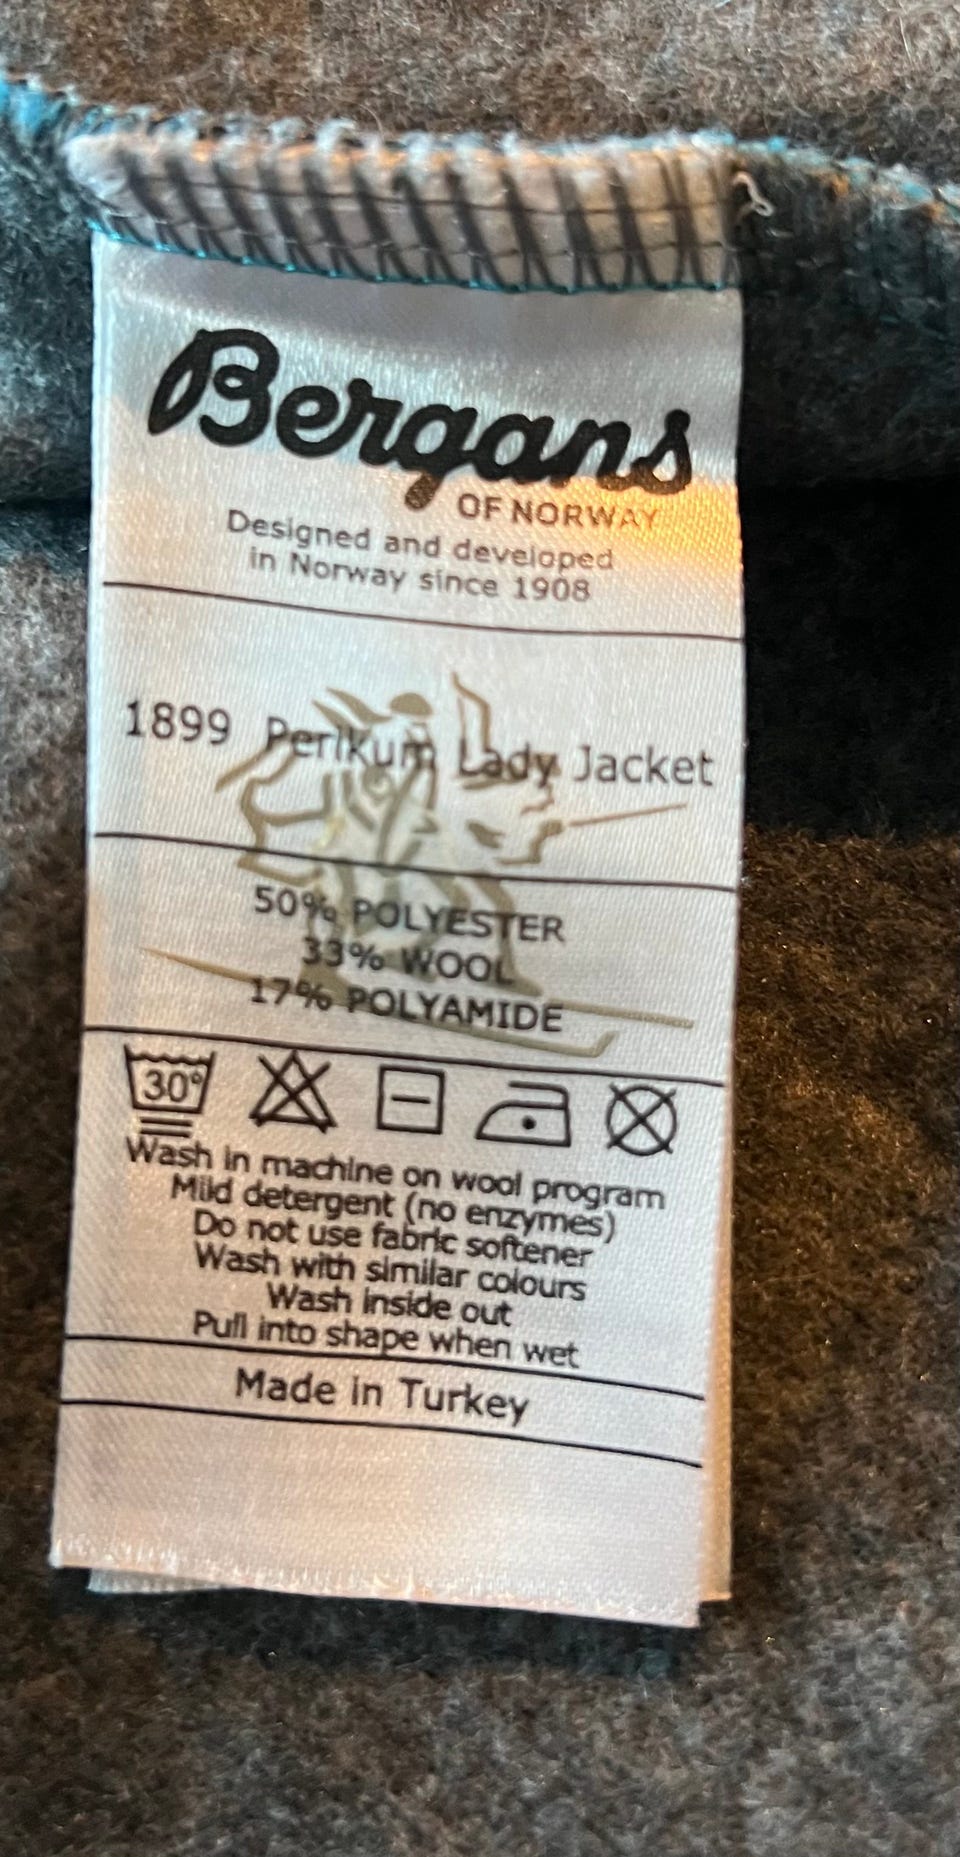 Bergans
OF NORWAY
Designed and developed
in Norway since 1908
1899 Perikum Lady Jacket
50% POLYESTER
33% WOOL
17% POLYAMIDE
30°
Wash in machine on wool program
Mild detergent (no enzymes)
Do not use fabric softener
Wash with similar colours
Wash inside out
Pull into shape when wet
Made in Turkey